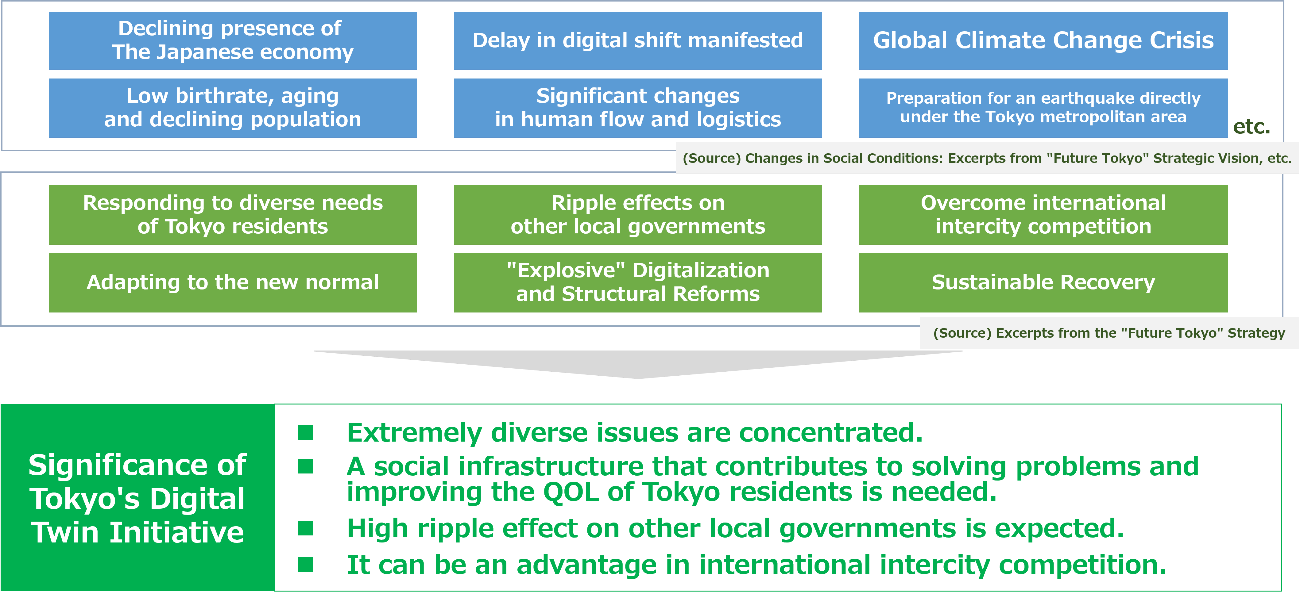 Declining presence of
The Japanese economy
Delay in digital shift manifested
Global Climate Change Crisis
Low birthrate, aging
and declining population
Significant changes
in human flow and logistics
Preparation for an earthquake directly
under the Tokyo metropolitan area
etc.
(Source) Changes in Social Conditions: Excerpts from "Future Tokyo" Strategic Vision, etc.
Responding to diverse needs
of Tokyo residents
Ripple effects on
other local governments
Overcome international
intercity competition
Adapting to the new normal
"Explosive" Digitalization
and Structural Reforms
Sustainable Recovery
(Source) Excerpts from the "Future Tokyo" Strategy
Significance of
Tokyo's Digital
Twin Initiative
■ Extremely diverse issues are concentrated.
■ A social infrastructure that contributes to solving problems and
improving the QOL of Tokyo residents is needed.
■ High ripple effect on other local governments is expected.
■ It can be an advantage in international intercity competition.